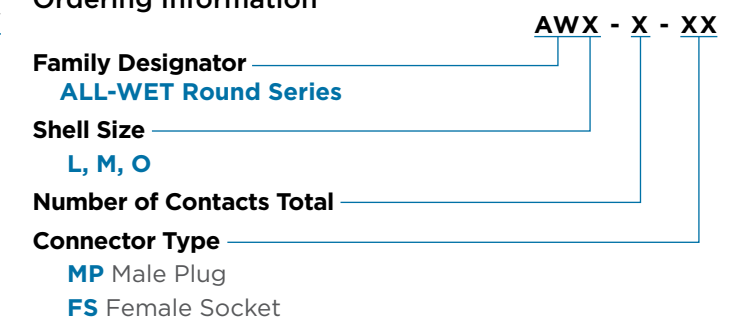 Ordering Information
AWX - X - XX
Family Designator
ALL-WET Round Series
Shell Size
L, M, O
Number of Contacts Total
Connector Type
MP Male Plug
FS Female Socket